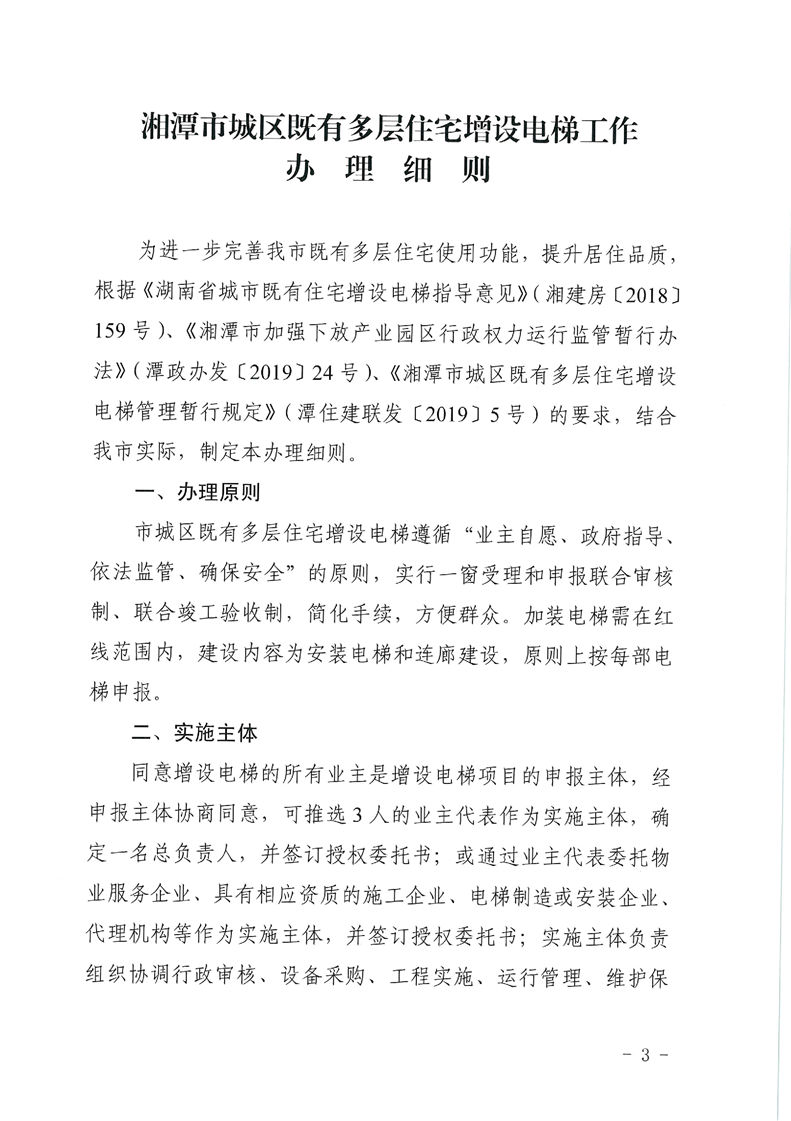 湘潭市城区既有多层住宅增设电梯工作
办理细则
为进一步完善我市既有多层住宅使用功能，提升居住品质，
根据《湖南省城市既有住宅增设电梯指导意见》（湘建房〔2018〕
159号）、《湘潭市加强下放产业园区行政权力运行监管暂行办
法》（潭政办发〔2019〕24号）、《湘潭市城区既有多层住宅增设
电梯管理暂行规定》（潭住建联发〔2019〕5号）的要求，结合
我市实际，制定本办理细则。
一、办理原则
市城区既有多层住宅增设电梯遵循“业主自愿、政府指导、
依法监管、确保安全”的原则，实行一窗受理和申报联合审核
制、联合竣工验收制，简化手续，方便群众。加装电梯需在红
线范围内，建设内容为安装电梯和连廊建设，原则上按每部电
梯申报。
二、实施主体
同意增设电梯的所有业主是增设电梯项目的申报主体，经
申报主体协商同意，可推选3人的业主代表作为实施主体，确
定一名总负责人，并签订授权委托书；或通过业主代表委托物
业服务企业、具有相应资质的施工企业、电梯制造或安装企业、
代理机构等作为实施主体，并签订授权委托书；实施主体负责
组织协调行政审核、设备采购、工程实施、运行管理、维护保
- 3 -